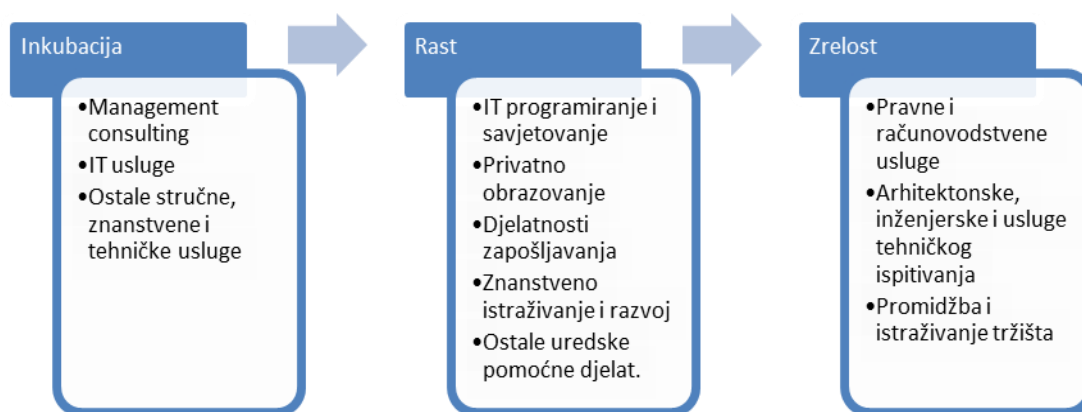 Inkubacija
•Management
consulting
•IT usluge
•Ostale stručne,
znanstvene i
tehničke usluge
Rast
•IT programiranje i
savjetovanje
•Privatno
obrazovanje
•Djelatnosti
zapošljavanja
•Znanstveno
istraživanje i razvoj
•Ostale uredske
pomoćne djelat.
Zrelost
•Pravne i
računovodstvene
usluge
•Arhitektonske,
inženjerske i usluge
tehničkog
ispitivanja
•Promidžba i
istraživanje tržišta